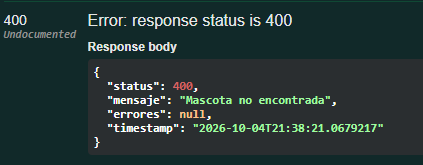 400
Undocumented
Error: response status is 400
Response body
{
  "status": 400,
  "mensaje": "Mascota no encontrada",
  "errores": null,
  "timestamp": "2026-10-04T21:38:21.0679217"
}